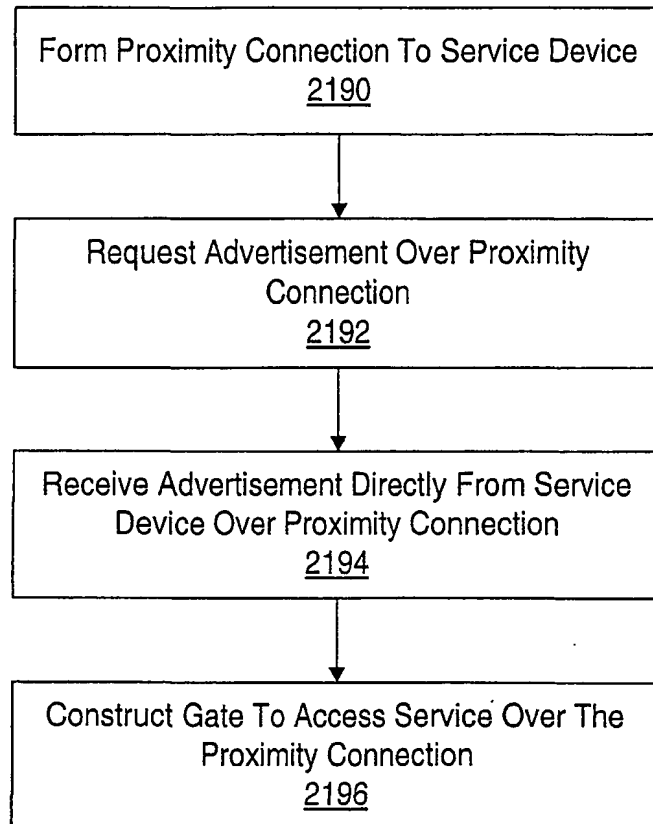 Form Proximity Connection To Service Device
2190
Request Advertisement Over Proximity
Connection
2192
Receive Advertisement Directly From Service
Device Over Proximity Connection
2194
Construct Gate To Access Service Over The
Proximity Connection
2196